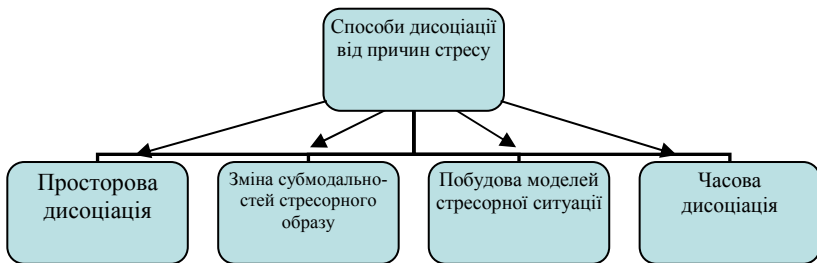 Способи дисоціації
від причин стресу
Просторова
дисоціація
Зміна субмодально-
стей стресорного
образу
Побудова моделей
стресорної ситуації
Часова
дисоціація